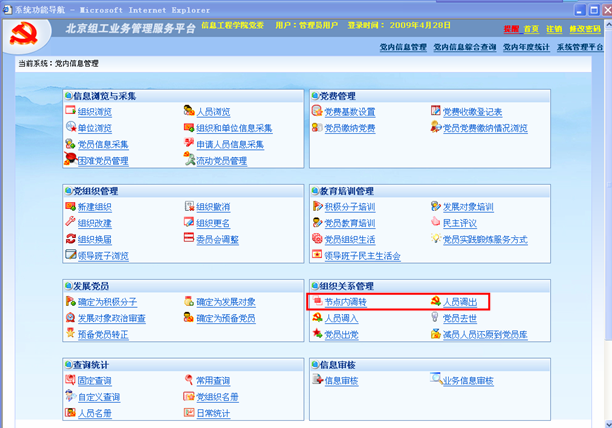 系统功能导航 - Microsoft Internet Explorer
北京组工业务管理服务平台 信息工程学院党委 用户：管理员用户 登录时间： 2009年4月28日 提醒 首页 注销 修改密码
党内信息管理 党内信息综合查询 党内年度统计 系统管理平台
当前系统：党内信息管理
信息浏览与采集
组织浏览 人员浏览
单位浏览 组织和单位信息采集
党员信息采集 申请人员信息采集
困难党员管理 流动党员管理
党费管理
党费基数设置 党费收缴登记表
党员缴纳党费 党员党费缴纳情况浏览
党组织管理
新建组织 组织撤消
组织改建 组织更名
组织换届 委员会调整
领导班子浏览
教育培训管理
积极分子培训 发展对象培训
党员教育培训 民主评议
党员组织生活 党员实践锻炼服务方式
领导班子民主生活会
发展党员
确定为积极分子 确定为发展对象
发展对象政治审查 确定为预备党员
预备党员转正
组织关系管理
节点内调转 人员调出
人员调入 党员去世
党员出党 减员人员还原到党员库
查询统计
固定查询 常用查询
自定义查询 党组织名册
人员名册 日常统计
信息审核
信息审核 业务信息审核